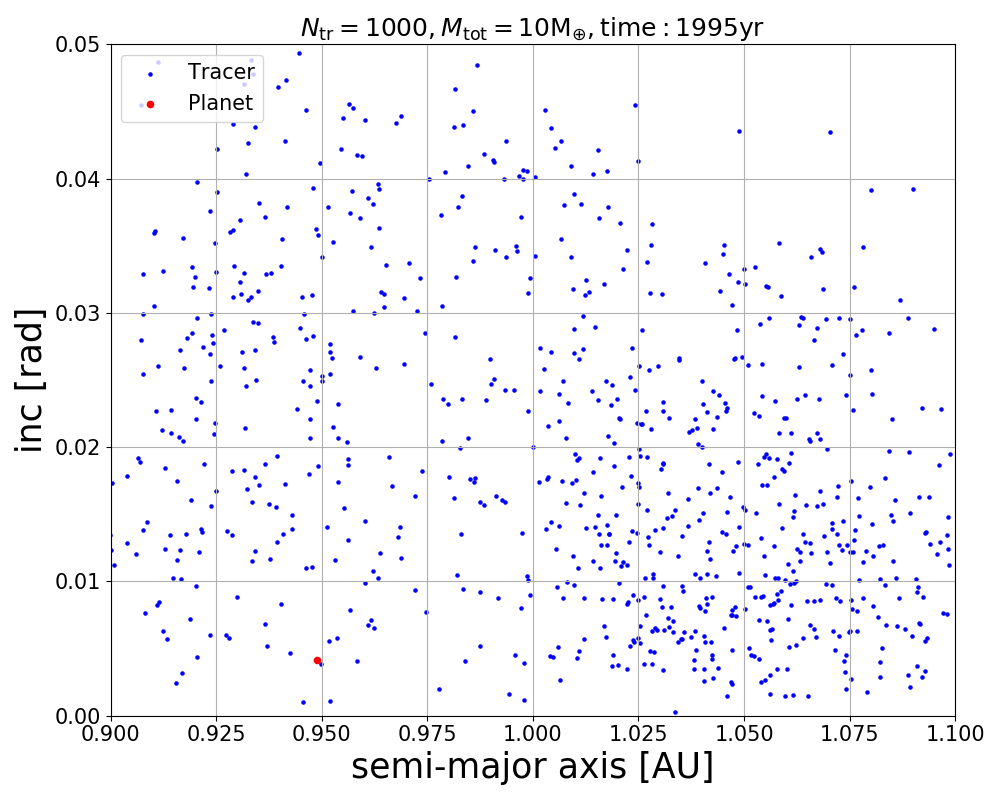 N_tr = 1000, M_tot = 10M_⊕, time : 1995yr
Tracer
Planet
0.05
0.04
0.03
0.02
0.01
0.00
inc [rad]
0.900 0.925 0.950 0.975 1.000 1.025 1.050 1.075 1.100
semi-major axis [AU]